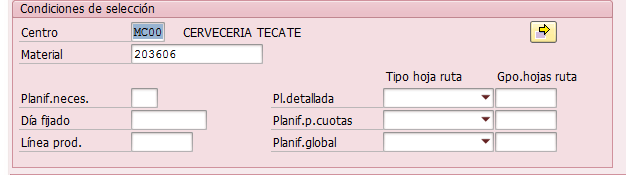 Condiciones de selección
Centro MC00 CERVECERIA TECATE
Material 203606
Tipo hoja ruta Gpo.hojas ruta
Planif.neces. Pl.detallada
Día fijado Planif.p.cuotas
Línea prod. Planif.global